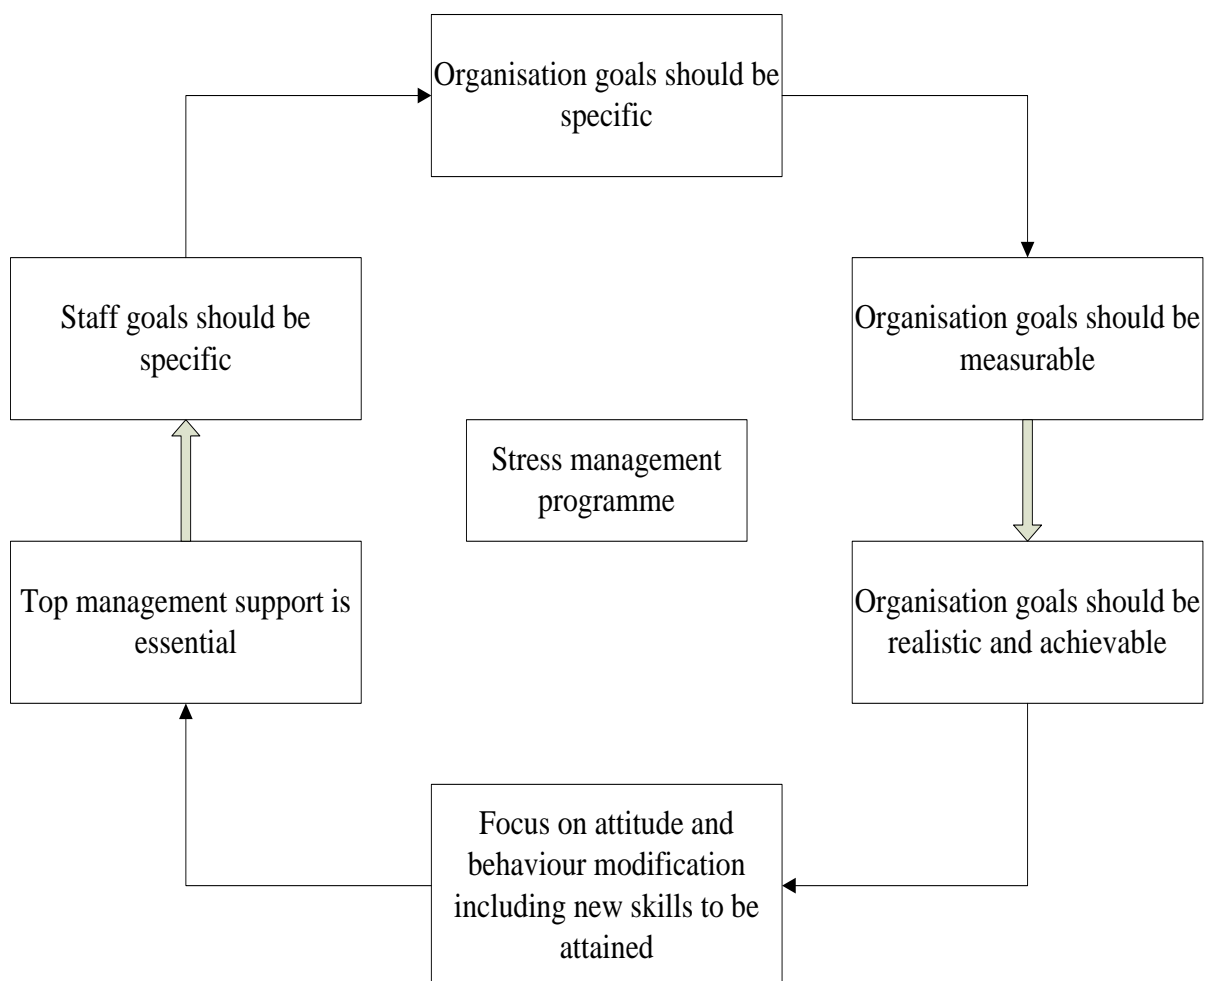 Organisation goals should be
specific
Staff goals should be
specific
Organisation goals should be
measurable
Stress management
programme
Top management support is
essential
Organisation goals should be
realistic and achievable
Focus on attitude and
behaviour modification
including new skills to be
attained